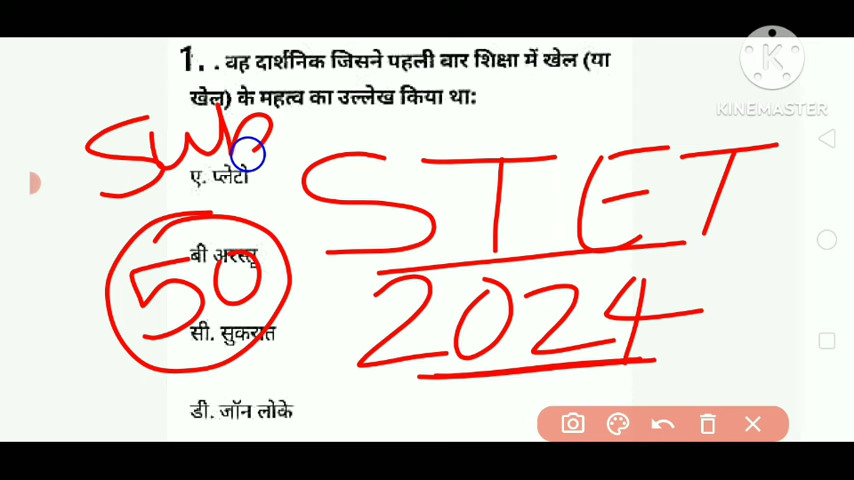 1. . वह दार्शनिक जिसने पहली बार शिक्षा में खेल (या
खेल) के महत्व का उल्लेख किया था:
KINEMASTER
Sub
ए. प्लेटो
STET
बी अरस्तू
50
2024
सी. सुकरात
डी. जॉन लोके